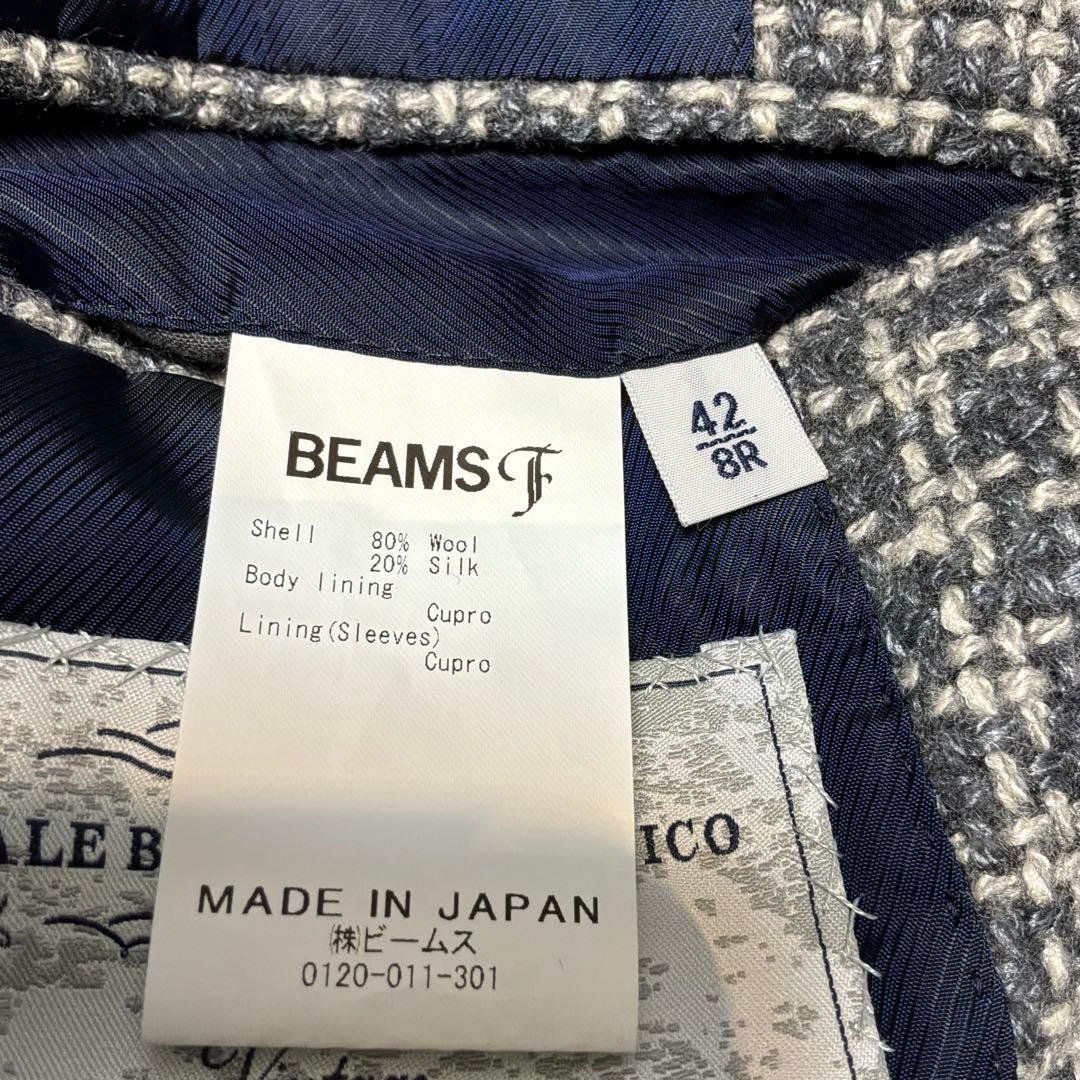 BEAMS F
42
8R
Shell 80% Wool
20% Silk
Body lining
Cupro
Lining(Sleeves)
Cupro
ALE B
ICO
MADE IN JAPAN
㈱ビームス
0120-011-301
Vintage